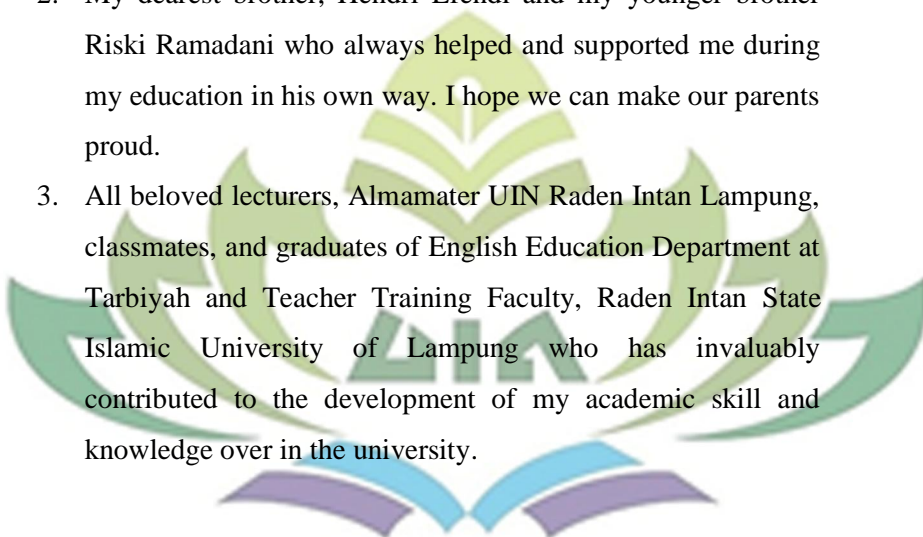 2. My dearest brother, Hendri Efendi and my younger brother
Riski Ramadani who always helped and supported me during
my education in his own way. I hope we can make our parents
proud.
3. All beloved lecturers, Almamater UIN Raden Intan Lampung,
classmates, and graduates of English Education Department at
Tarbiyah and Teacher Training Faculty, Raden Intan State
Islamic University of Lampung who has invaluably
contributed to the development of my academic skill and
knowledge over in the university.
UIN